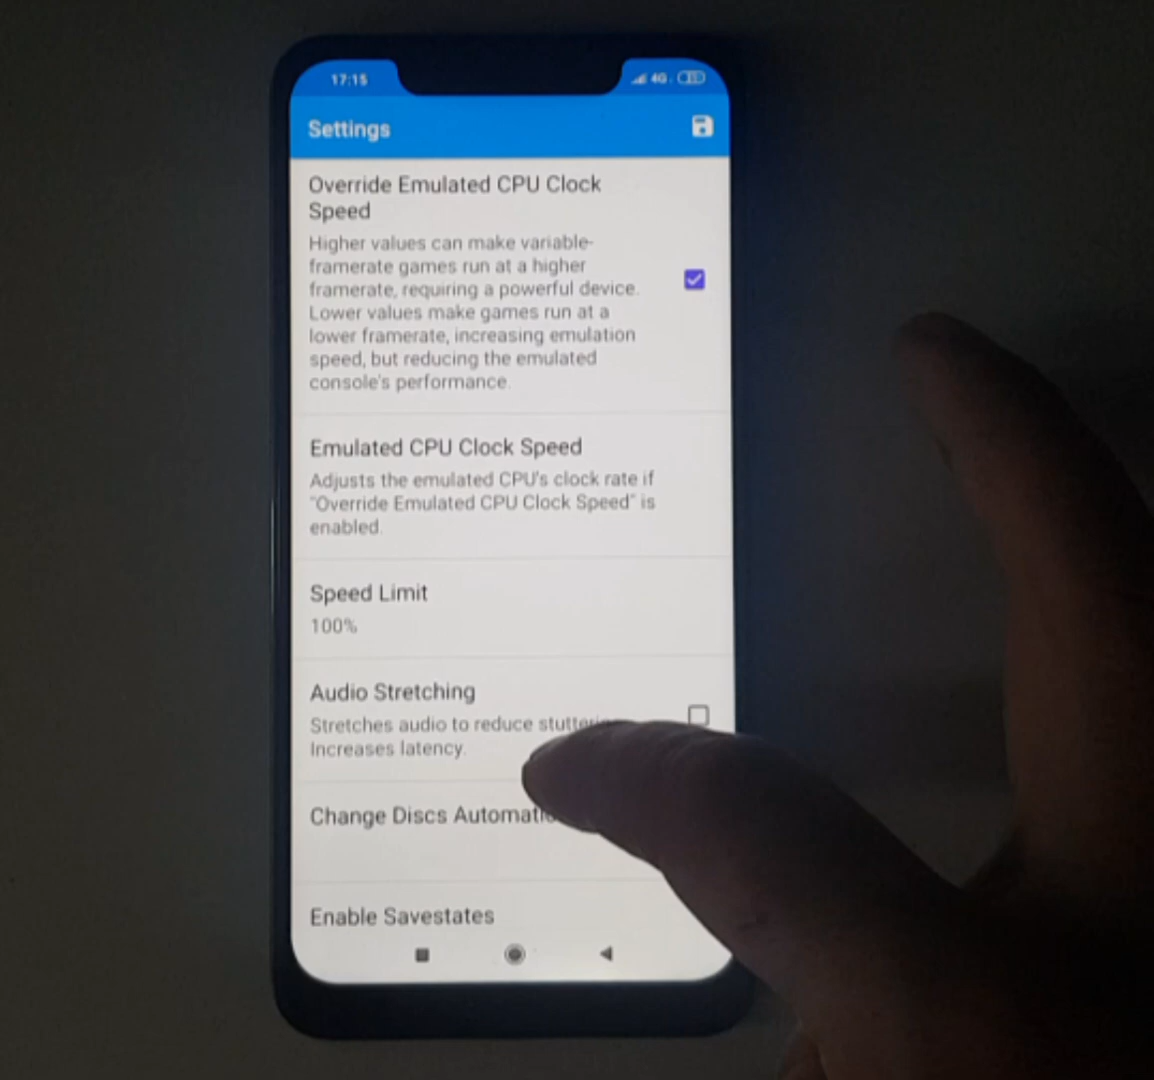 17:15
4G
Settings
Override Emulated CPU Clock
Speed
Higher values can make variable-
framerate games run at a higher
framerate, requiring a powerful device.
Lower values make games run at a
lower framerate, increasing emulation
speed, but reducing the emulated
console's performance.
Emulated CPU Clock Speed
Adjusts the emulated CPU's clock rate if
"Override Emulated CPU Clock Speed" is
enabled.
Speed Limit
100%
Audio Stretching
Stretches audio to reduce
Increases latency.
Change Discs
Enable Savestates